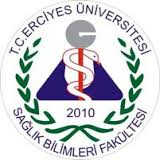 T.C. ERCİYES ÜNİVERSİTESİ
2010
SAĞLIK BİLİMLERİ FAKÜLTESİ